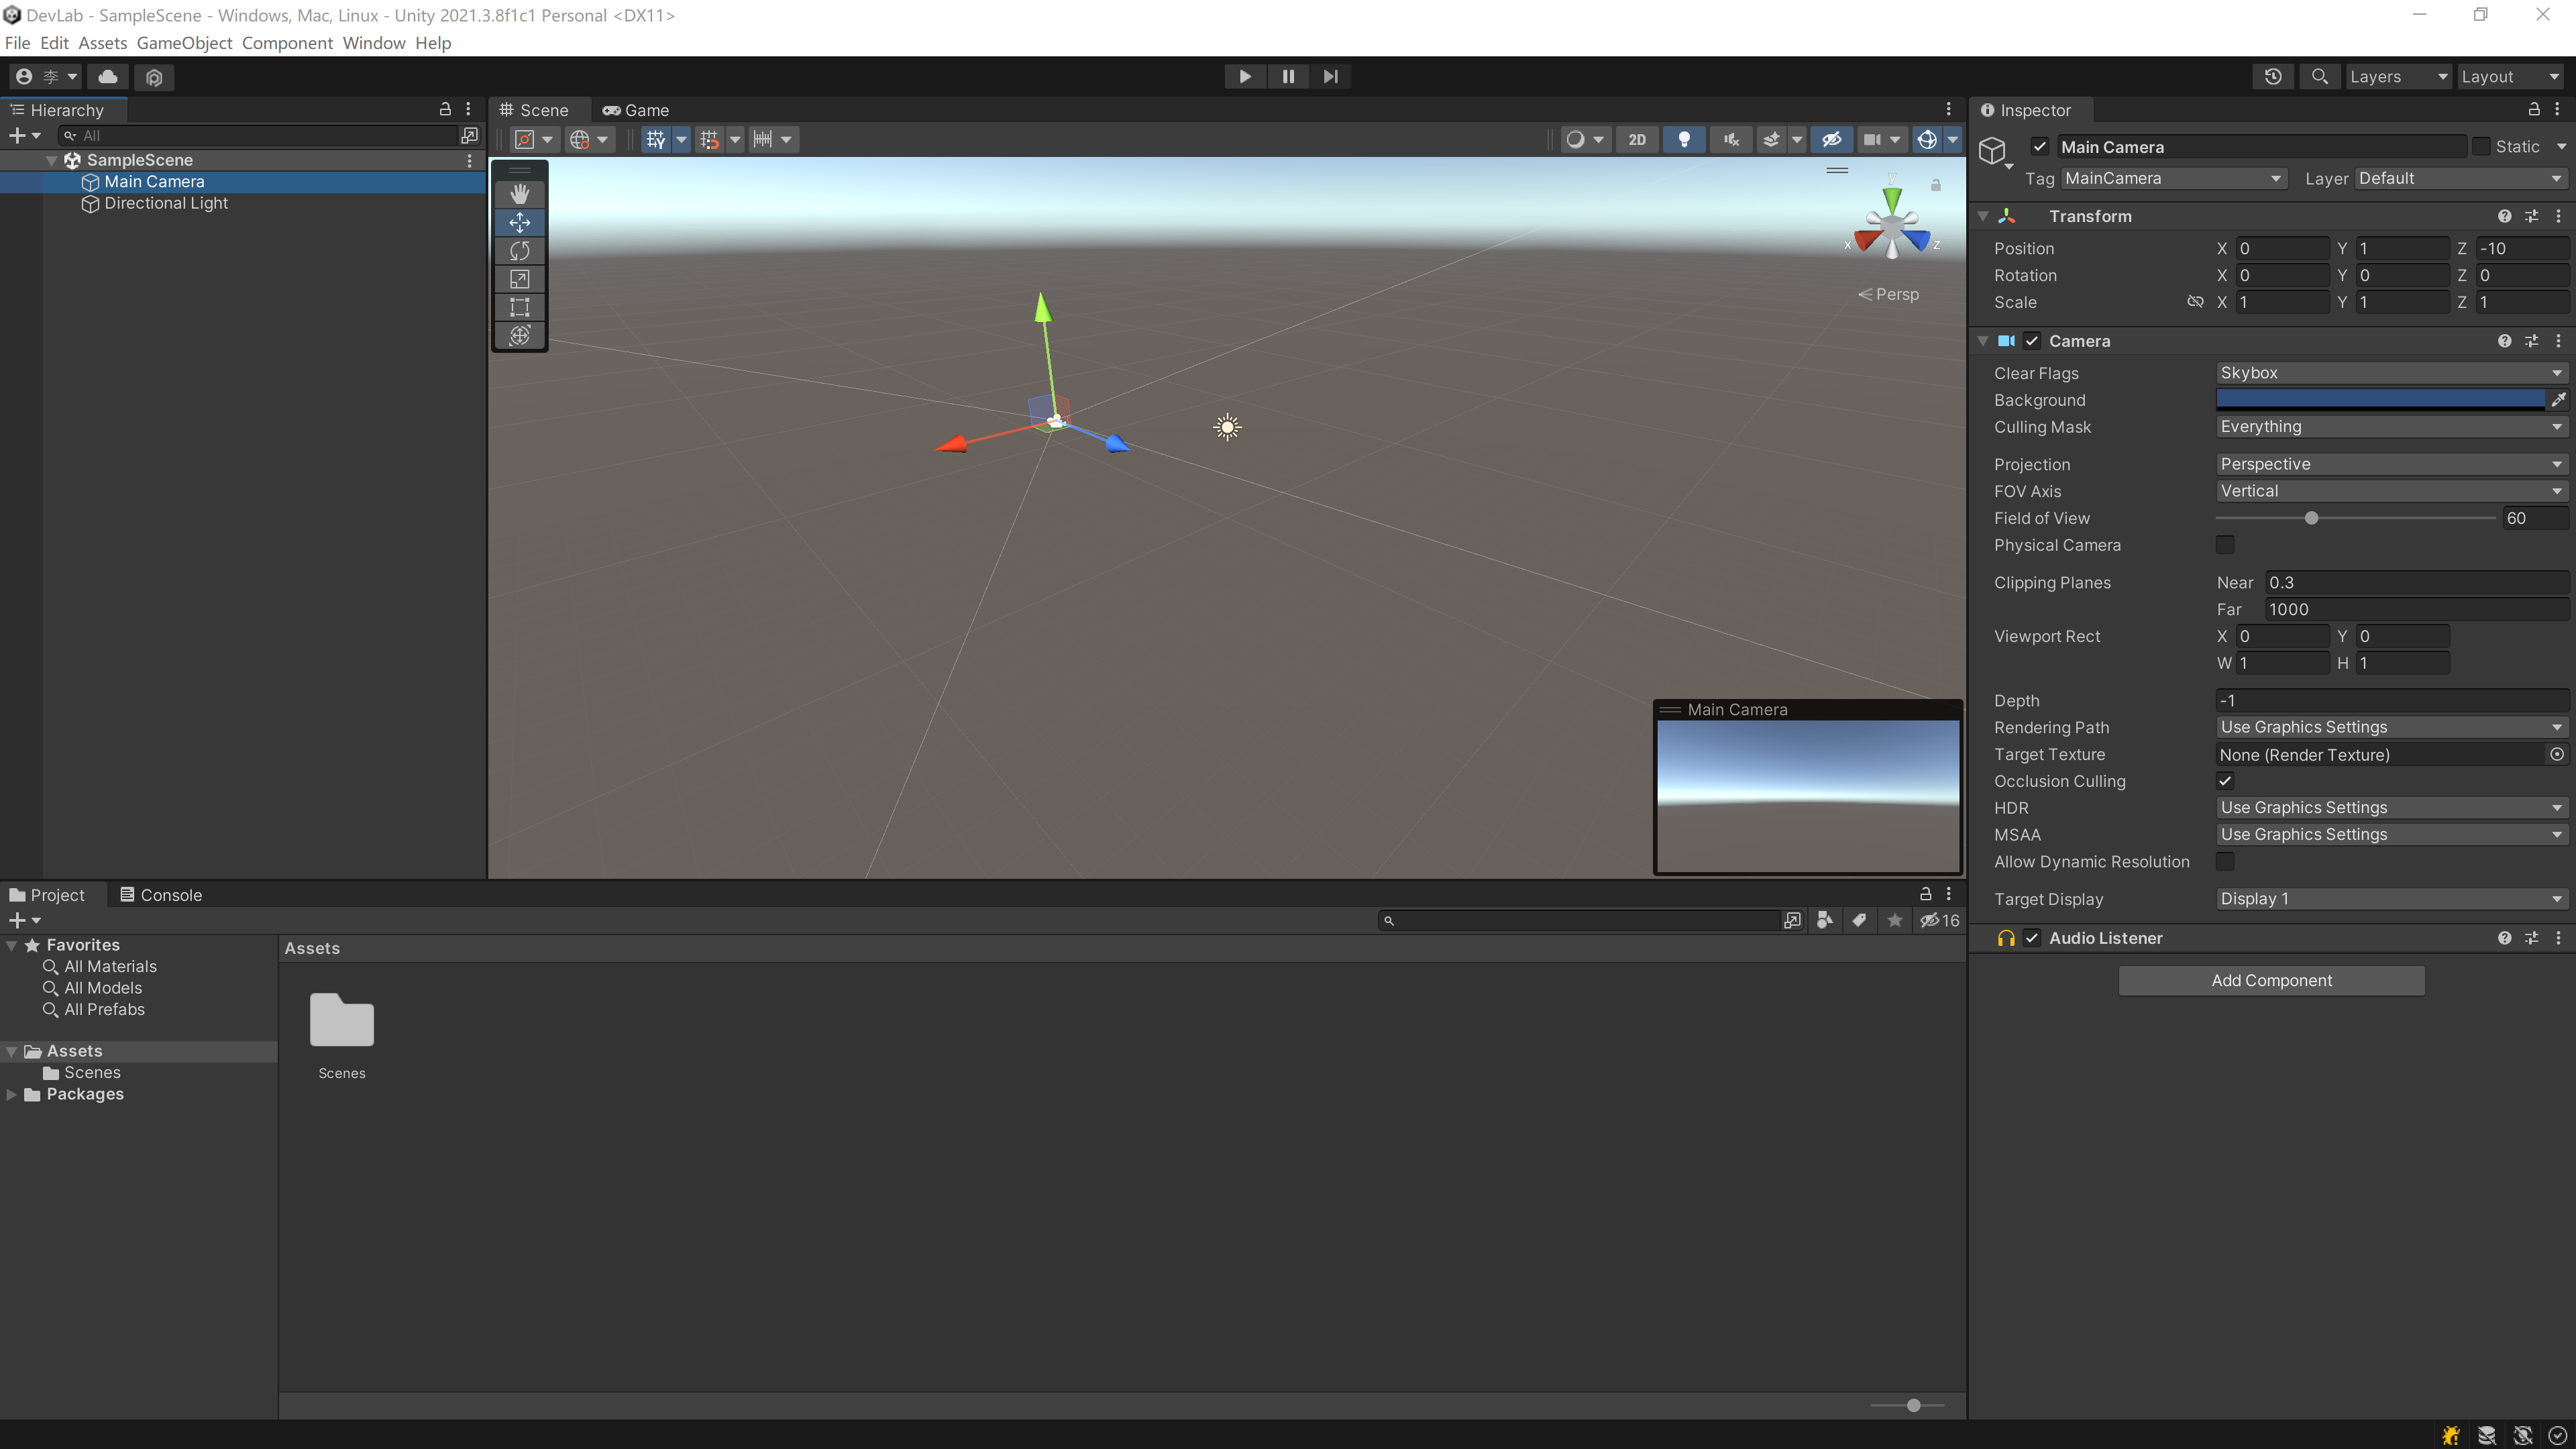 DevLab - SampleScene - Windows, Mac, Linux - Unity 2021.3.8f1c1 Personal <DX11>
File Edit Assets GameObject Component Window Help
李 Layers Layout
Hierarchy
All
SampleScene
Main Camera
Directional Light
Scene Game
2D
y
x z
Persp
Main Camera
Inspector
Main Camera Static
Tag MainCamera Layer Default
Transform
Position X 0 Y 1 Z -10
Rotation X 0 Y 0 Z 0
Scale X 1 Y 1 Z 1
Camera
Clear Flags Skybox
Background
Culling Mask Everything
Projection Perspective
FOV Axis Vertical
Field of View 60
Physical Camera
Clipping Planes Near 0.3
Far 1000
Viewport Rect X 0 Y 0
W 1 H 1
Depth -1
Rendering Path Use Graphics Settings
Target Texture None (Render Texture)
Occlusion Culling
HDR Use Graphics Settings
MSAA Use Graphics Settings
Allow Dynamic Resolution
Target Display Display 1
Audio Listener
Add Component
Project Console
16
Favorites
All Materials
All Models
All Prefabs
Assets
Scenes
Packages
Assets
Scenes